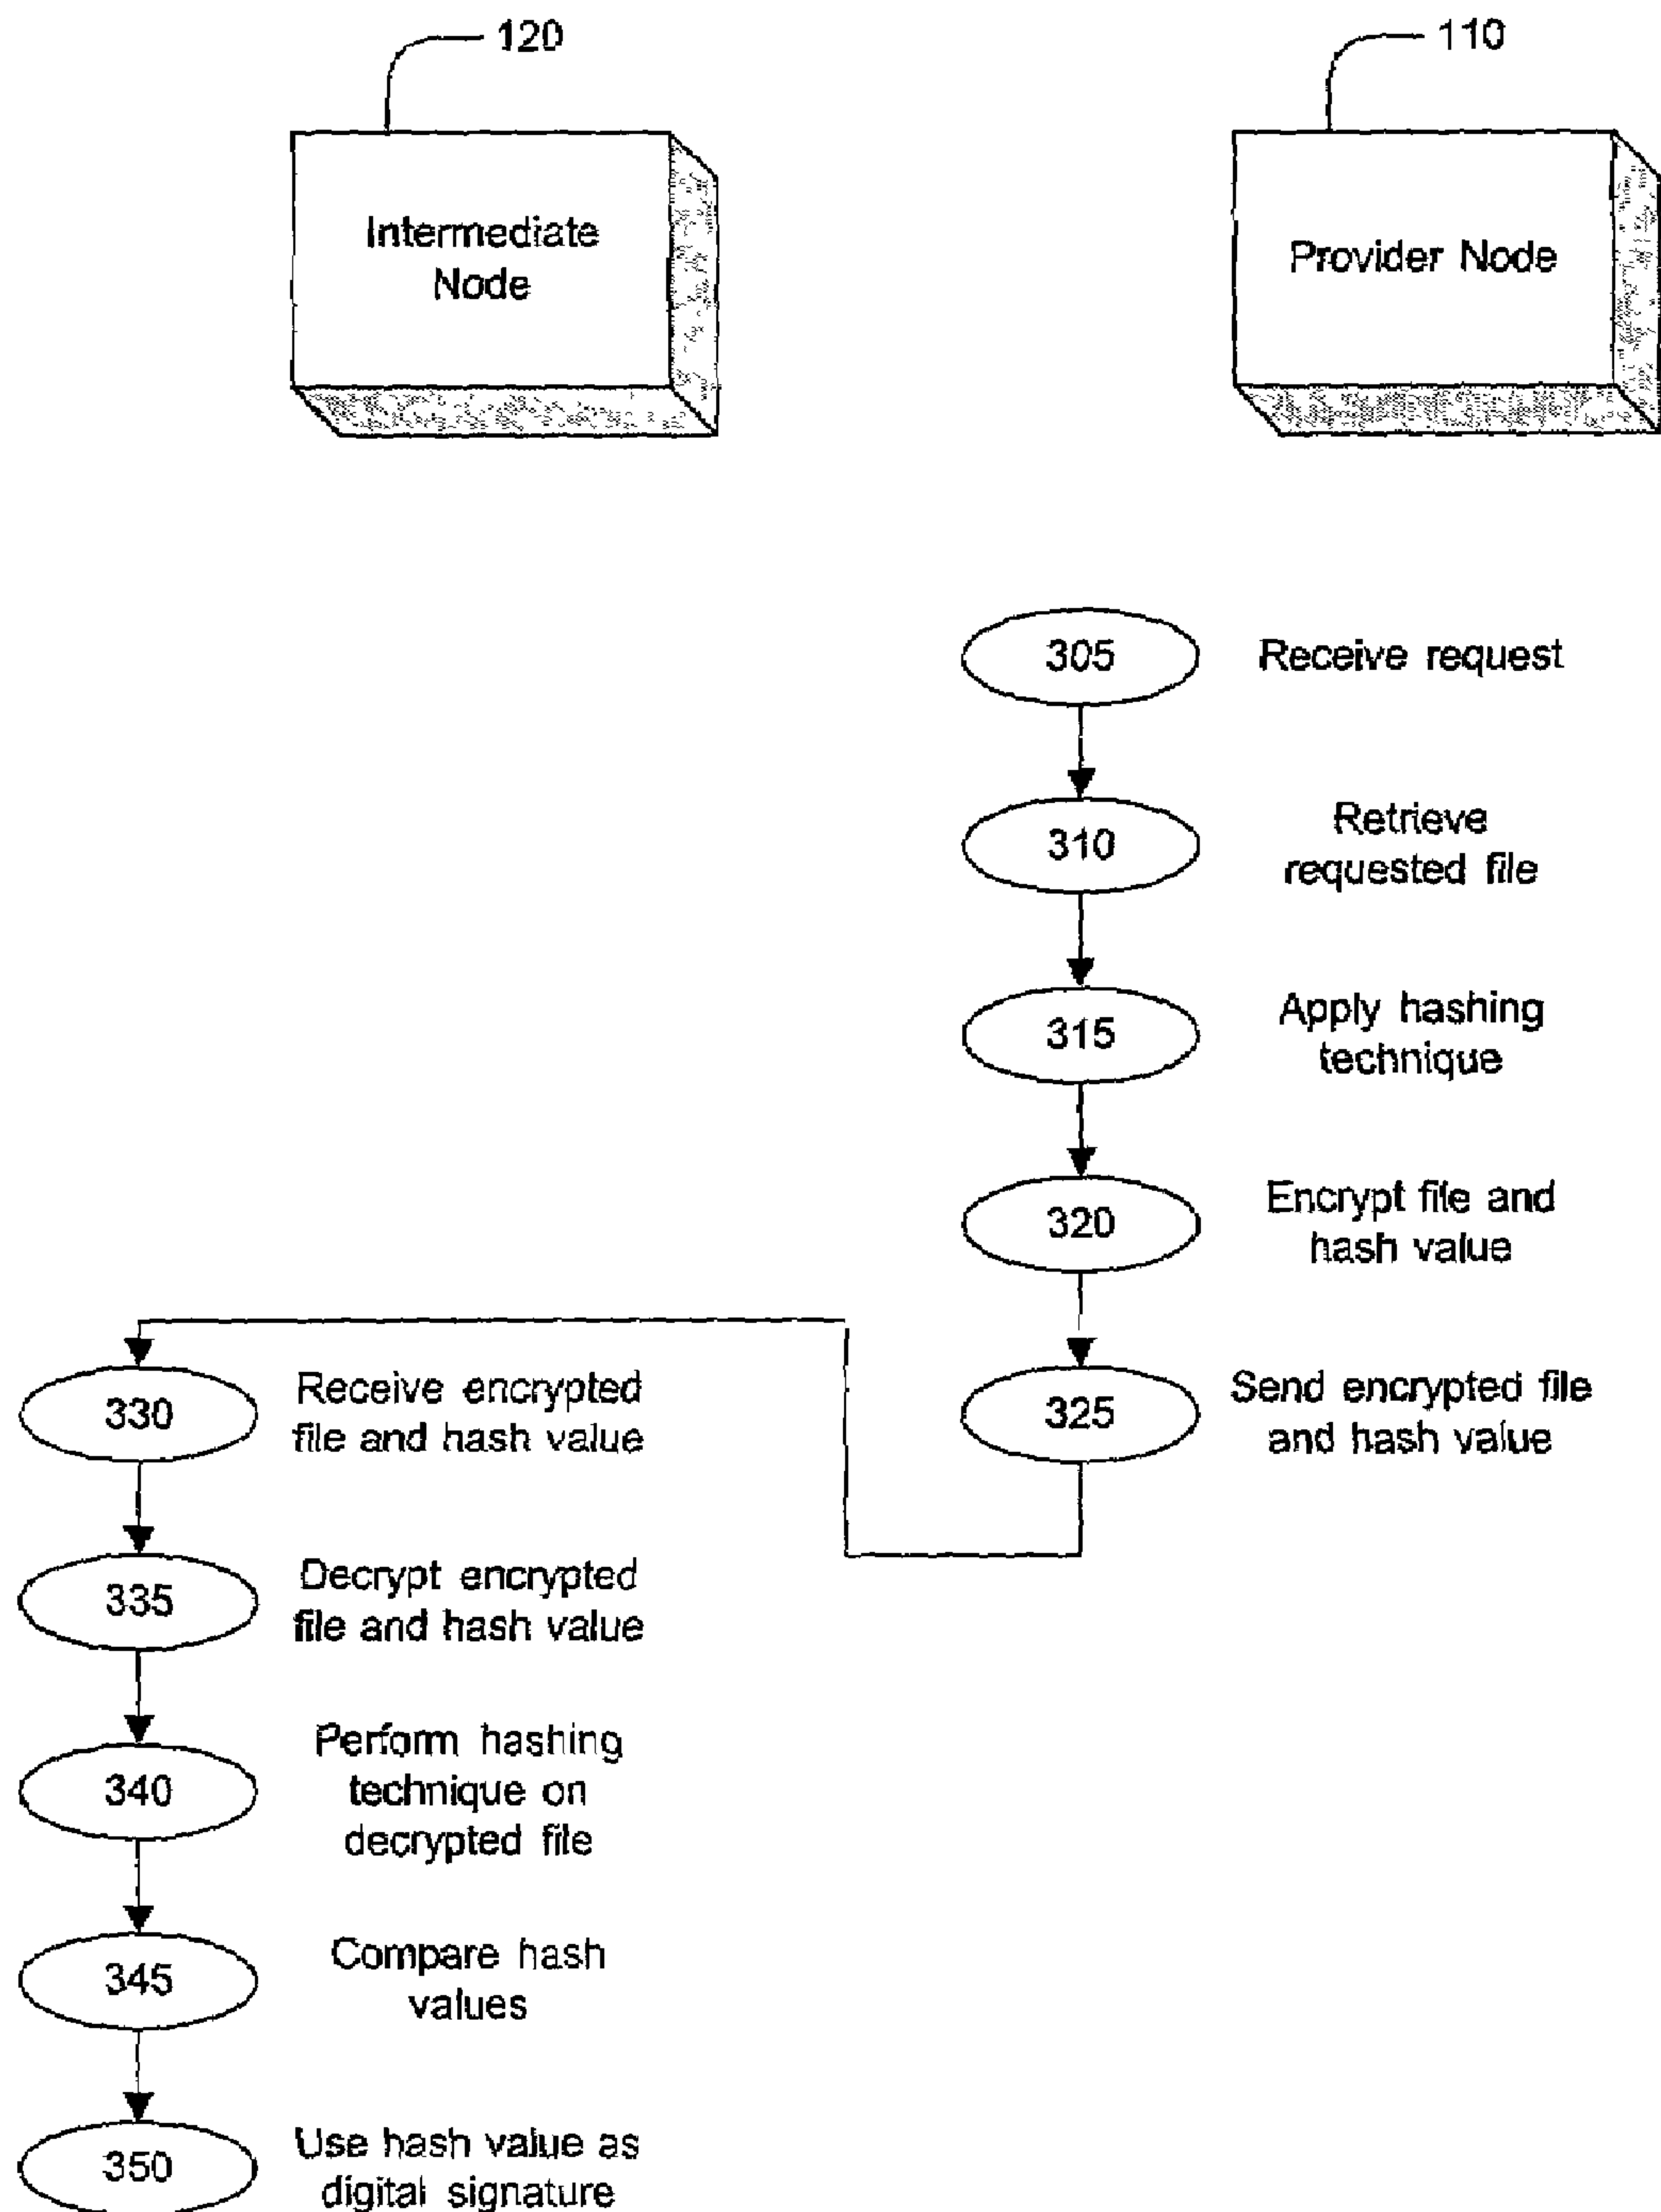 120
110
Intermediate
Node
Provider Node
305
Receive request
310
Retrieve
requested file
315
Apply hashing
technique
320
Encrypt file and
hash value
325
Send encrypted file
and hash value
330
Receive encrypted
file and hash value
335
Decrypt encrypted
file and hash value
340
Perform hashing
technique on
decrypted file
345
Compare hash
values
350
Use hash value as
digital signature